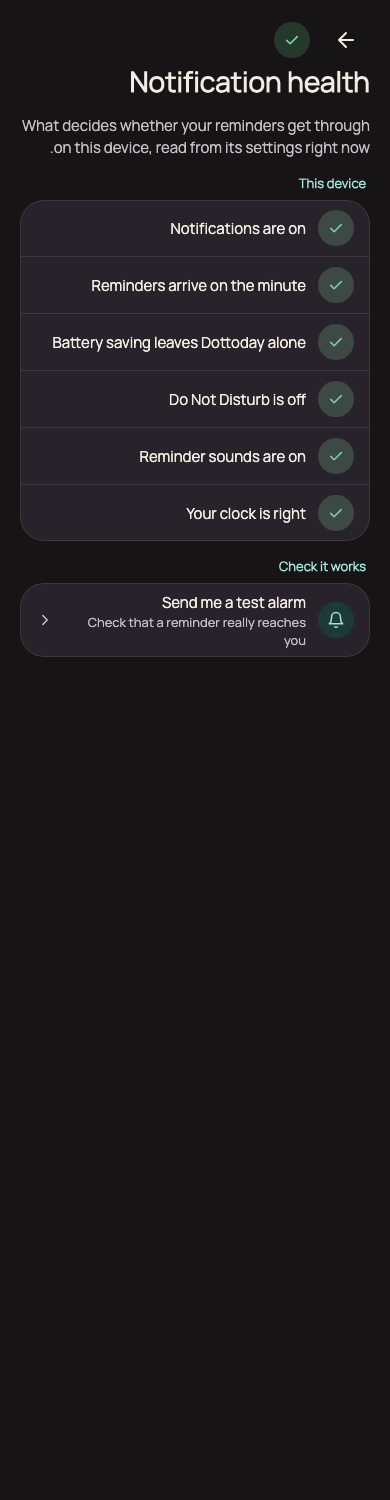 Notification health
What decides whether your reminders get through
.on this device, read from its settings right now
This device
Notifications are on
Reminders arrive on the minute
Battery saving leaves Dottoday alone
Do Not Disturb is off
Reminder sounds are on
Your clock is right
Check it works
Send me a test alarm
Check that a reminder really reaches
you